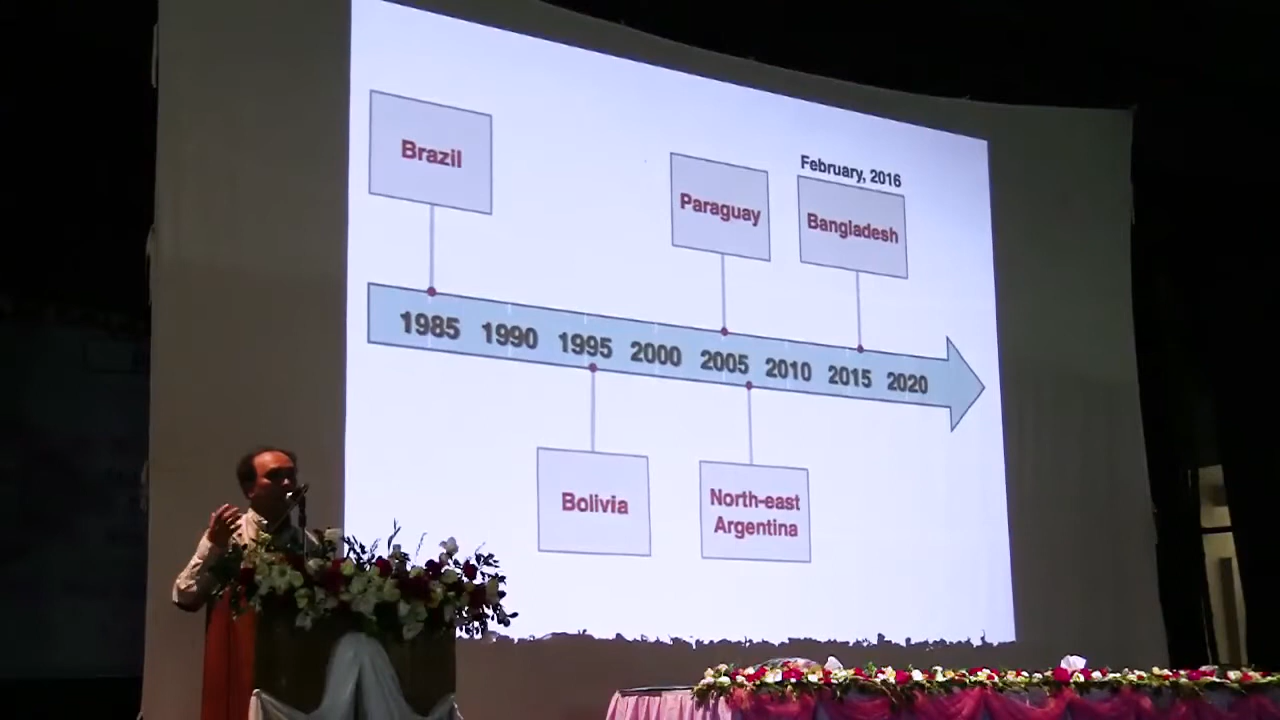 Brazil
Paraguay
February, 2016
Bangladesh
1985 1990 1995 2000 2005 2010 2015 2020
Bolivia
North-east
Argentina